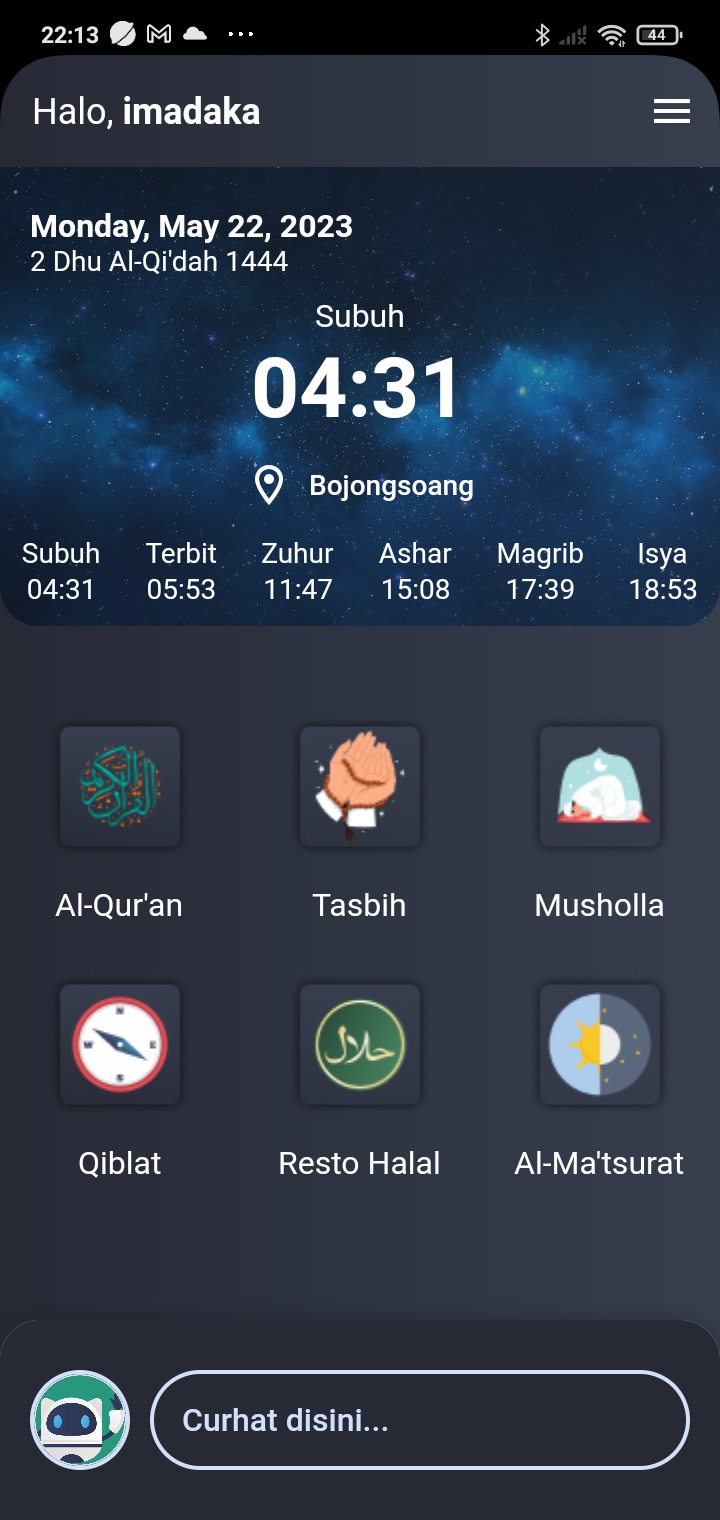 22:13
44
Halo, imadaka
Monday, May 22, 2023
2 Dhu Al-Qi'dah 1444
Subuh
04:31
Bojongsoang
Subuh Terbit Zuhur Ashar Magrib Isya
04:31 05:53 11:47 15:08 17:39 18:53
Al-Qur'an Tasbih Musholla
N
W E
S
حلال
Qiblat Resto Halal Al-Ma'tsurat
Curhat disini...